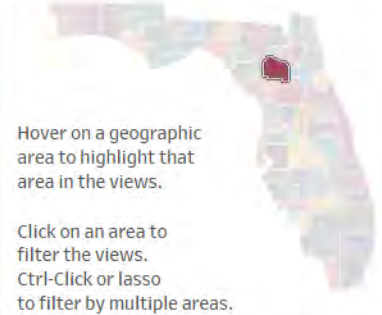 Hover on a geographic
area to highlight that
area in the views.
Click on an area to
filter the views.
Ctrl-Click or lasso
to filter by multiple areas.